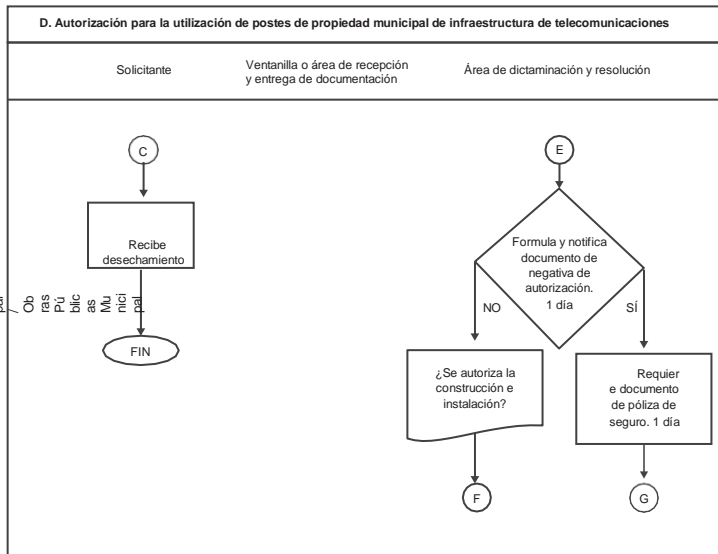 D. Autorización para la utilización de postes de propiedad municipal de infraestructura de telecomunicaciones
Solicitante
Ventanilla o área de recepción
y entrega de documentación
Área de dictaminación y resolución
C
Recibe
desechamiento
FIN
/
Ob
ras
Pú
blic
as
Mu
nici
pal
E
Formula y notifica
documento de
negativa de
autorización.
1 día
NO
SÍ
¿Se autoriza la
construcción e
instalación?
Requier
e documento
de póliza de
seguro. 1 día
F
G